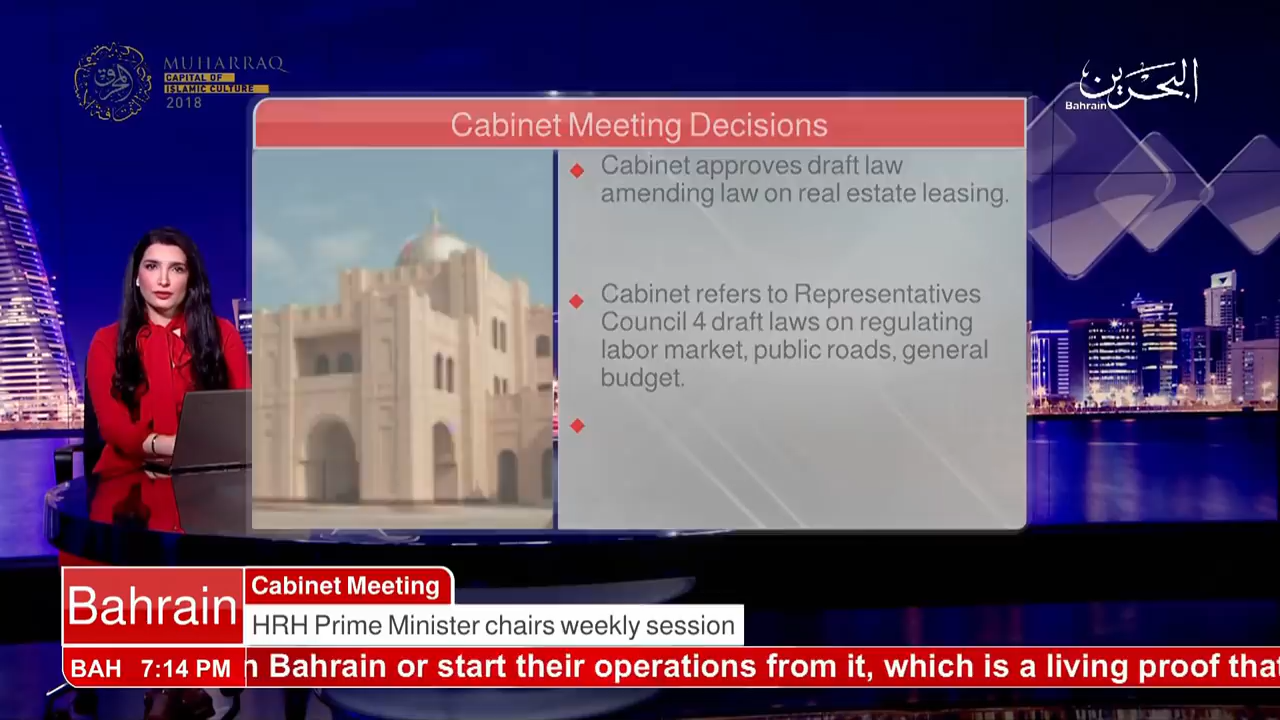 MUHARRAQ
CAPITAL OF
ISLAMIC CULTURE
2018
البحرين
Bahrain
Cabinet Meeting Decisions
Cabinet approves draft law
amending law on real estate leasing.
Cabinet refers to Representatives
Council 4 draft laws on regulating
labor market, public roads, general
budget.
Bahrain
Cabinet Meeting
HRH Prime Minister chairs weekly session
BAH 7:14 PM
n Bahrain or start their operations from it, which is a living proof that